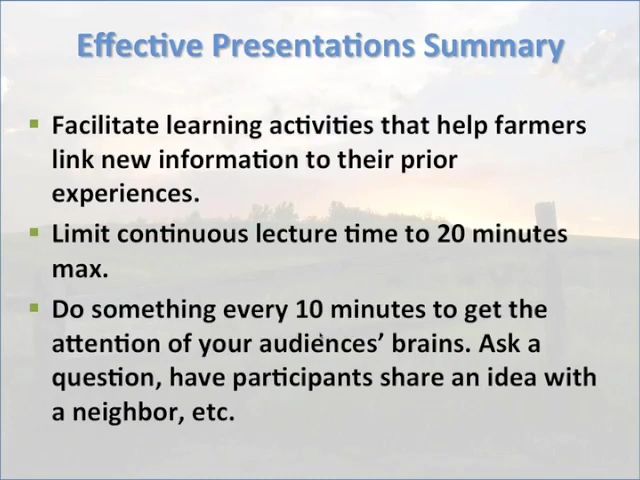 Effective Presentations Summary
▪ Facilitate learning activities that help farmers
link new information to their prior
experiences.
▪ Limit continuous lecture time to 20 minutes
max.
▪ Do something every 10 minutes to get the
attention of your audiences’ brains. Ask a
question, have participants share an idea with
a neighbor, etc.